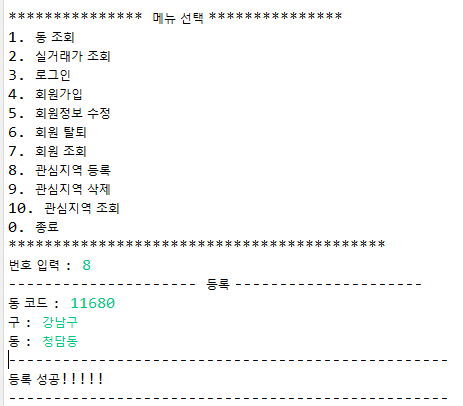 *************** 메뉴 선택 ***************
1. 동 조회
2. 실거래가 조회
3. 로그인
4. 회원가입
5. 회원정보 수정
6. 회원 탈퇴
7. 회원 조회
8. 관심지역 등록
9. 관심지역 삭제
10. 관심지역 조회
0. 종료
******************************************
번호 입력 : 8
--------------------- 등록 ---------------------
동 코드 : 11680
구 : 강남구
동 : 청담동
-------------------------------------------------
등록 성공!!!!!
-------------------------------------------------